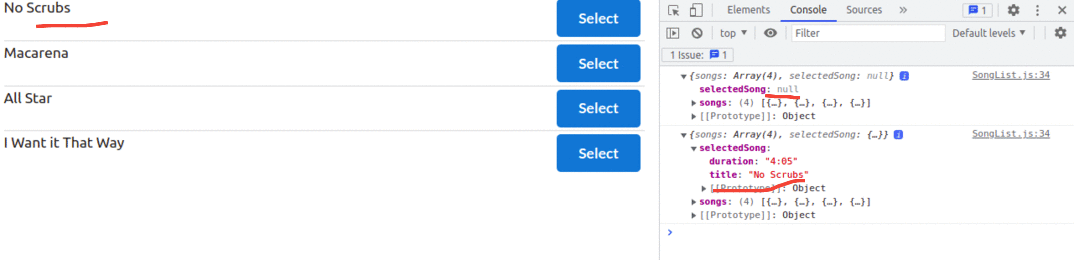 No Scrubs
Select
Macarena
Select
All Star
Select
I Want it That Way
Select
Elements Console Sources » 1
top ▼ Filter Default levels ▼
1 Issue: 1
▼{songs: Array(4), selectedSong: null} i SongList.js:34
selectedSong: null
▶songs: (4) [{…}, {…}, {…}, {…}]
▶[[Prototype]]: Object
▼{songs: Array(4), selectedSong: {…}} i SongList.js:34
▼selectedSong:
duration: "4:05"
title: "No Scrubs"
▶[[Prototype]]: Object
▶songs: (4) [{…}, {…}, {…}, {…}]
▶[[Prototype]]: Object